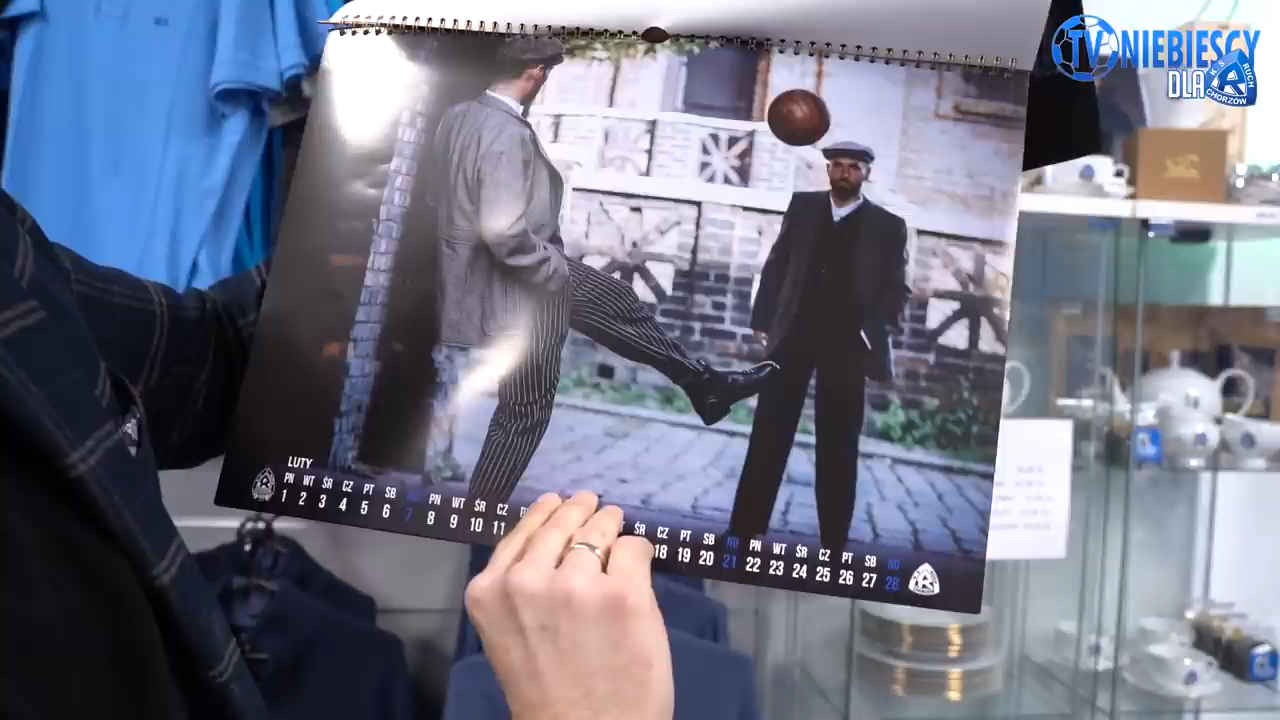 TV NIEBIESCY
DLA KS RUCH CHORZÓW
LUTY
PN WT ŚR CZ PT SB PN WT ŚR CZ ŚR CZ PT SB ND PN WT ŚR CZ PT SB ND
1 2 3 4 5 6 7 8 9 10 11 18 19 20 21 22 23 24 25 26 27 28
CHORZÓW